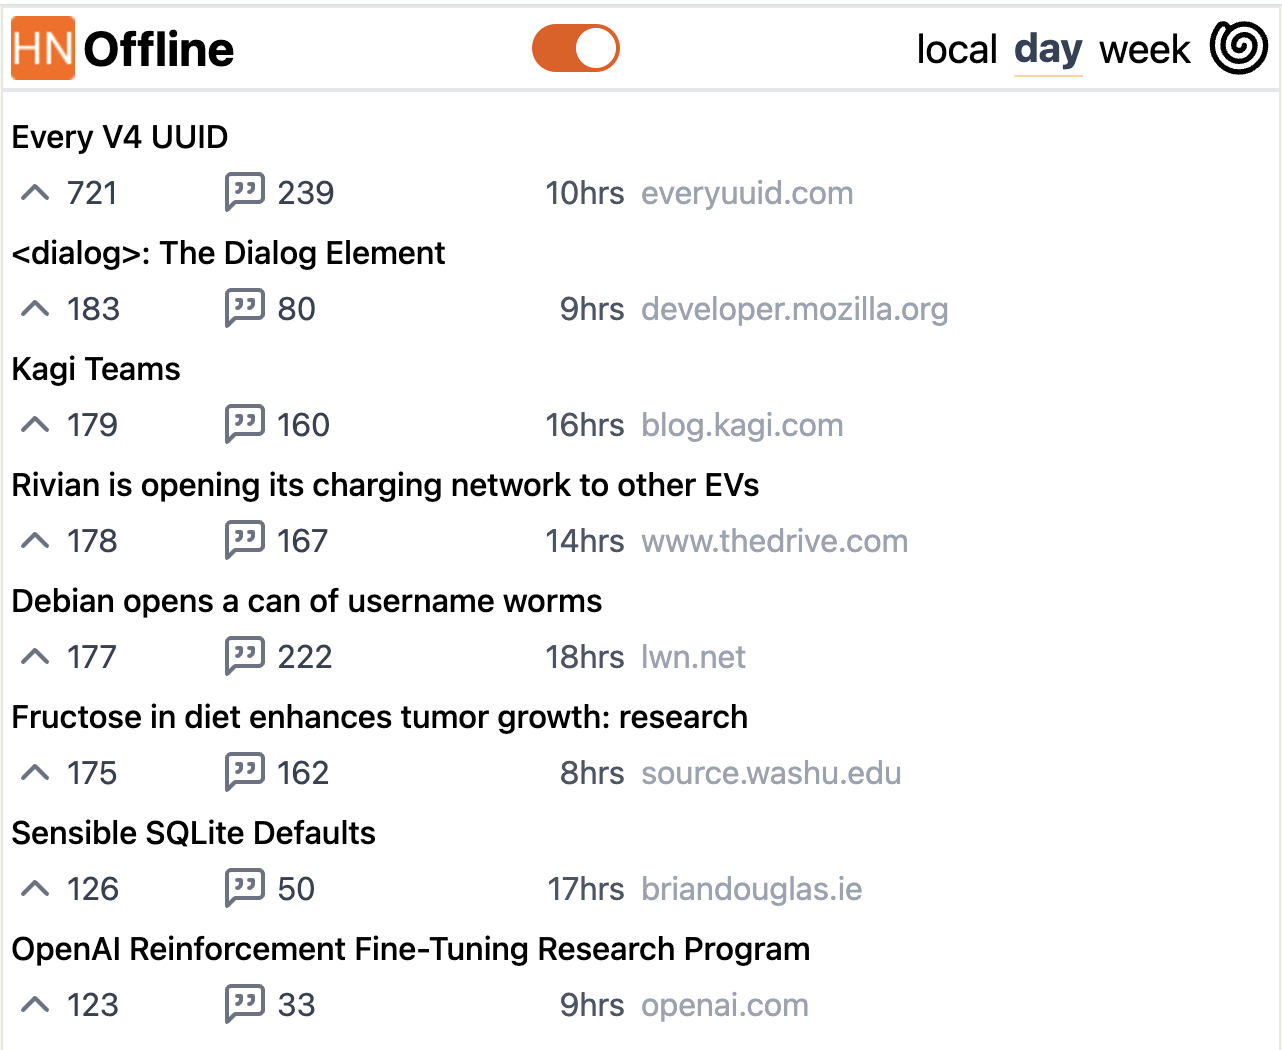 HN Offline local day week
Every V4 UUID
721 239 10hrs everyuuid.com
<dialog>: The Dialog Element
183 80 9hrs developer.mozilla.org
Kagi Teams
179 160 16hrs blog.kagi.com
Rivian is opening its charging network to other EVs
178 167 14hrs www.thedrive.com
Debian opens a can of username worms
177 222 18hrs lwn.net
Fructose in diet enhances tumor growth: research
175 162 8hrs source.washu.edu
Sensible SQLite Defaults
126 50 17hrs briandouglas.ie
OpenAI Reinforcement Fine-Tuning Research Program
123 33 9hrs openai.com